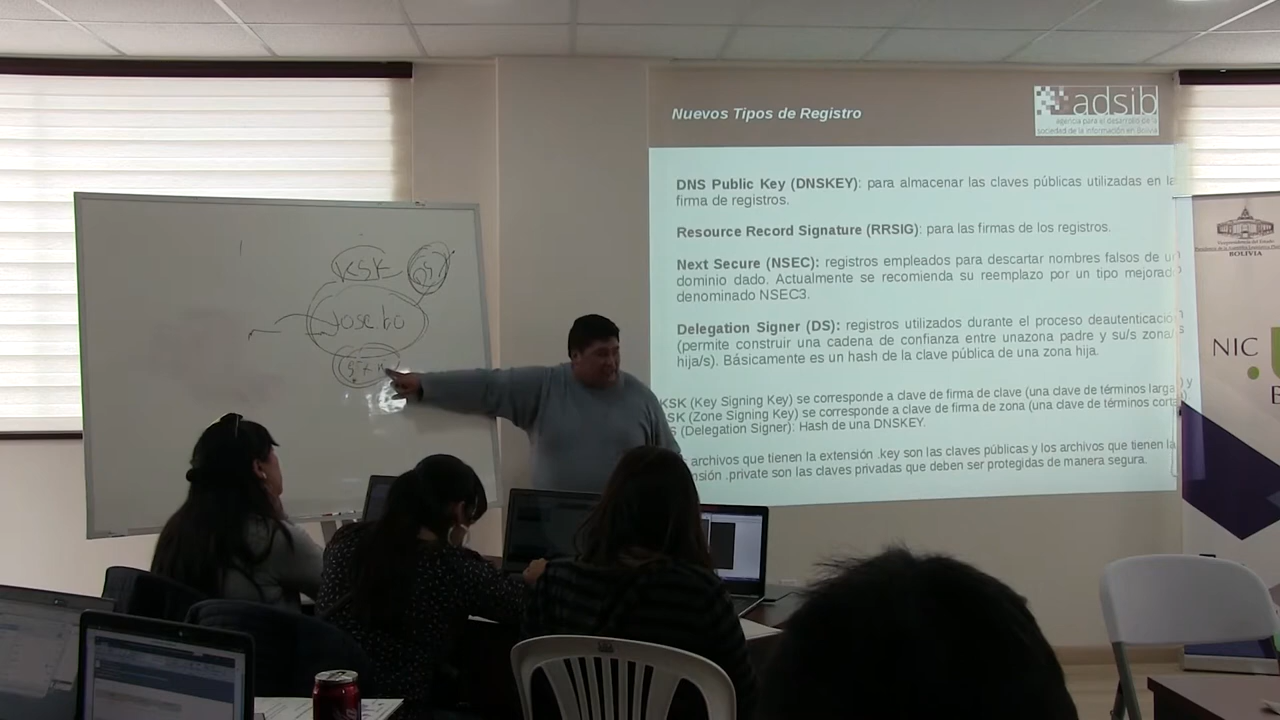 Nuevos Tipos de Registro
adsib
agencia para el desarrollo de la
sociedad de la información en Bolivia
DNS Public Key (DNSKEY): para almacenar las claves públicas utilizadas en la
firma de registros.
Resource Record Signature (RRSIG): para las firmas de los registros.
Next Secure (NSEC): registros empleados para descartar nombres falsos de un
dominio dado. Actualmente se recomienda su reemplazo por un tipo mejorado
denominado NSEC3.
Delegation Signer (DS): registros utilizados durante el proceso deautenticación
(permite construir una cadena de confianza entre unazona padre y su/s zona/s
hija/s). Básicamente es un hash de la clave pública de una zona hija.
KSK (Key Signing Key) se corresponde a clave de firma de clave (una clave de términos larga) y
SK (Zone Signing Key) se corresponde a clave de firma de zona (una clave de términos corta)
S (Delegation Signer): Hash de una DNSKEY.
archivos que tienen la extensión .key son las claves públicas y los archivos que tienen la
nsión .private son las claves privadas que deben ser protegidas de manera segura.
KSK
jose.bo
BOLIVIA
NIC